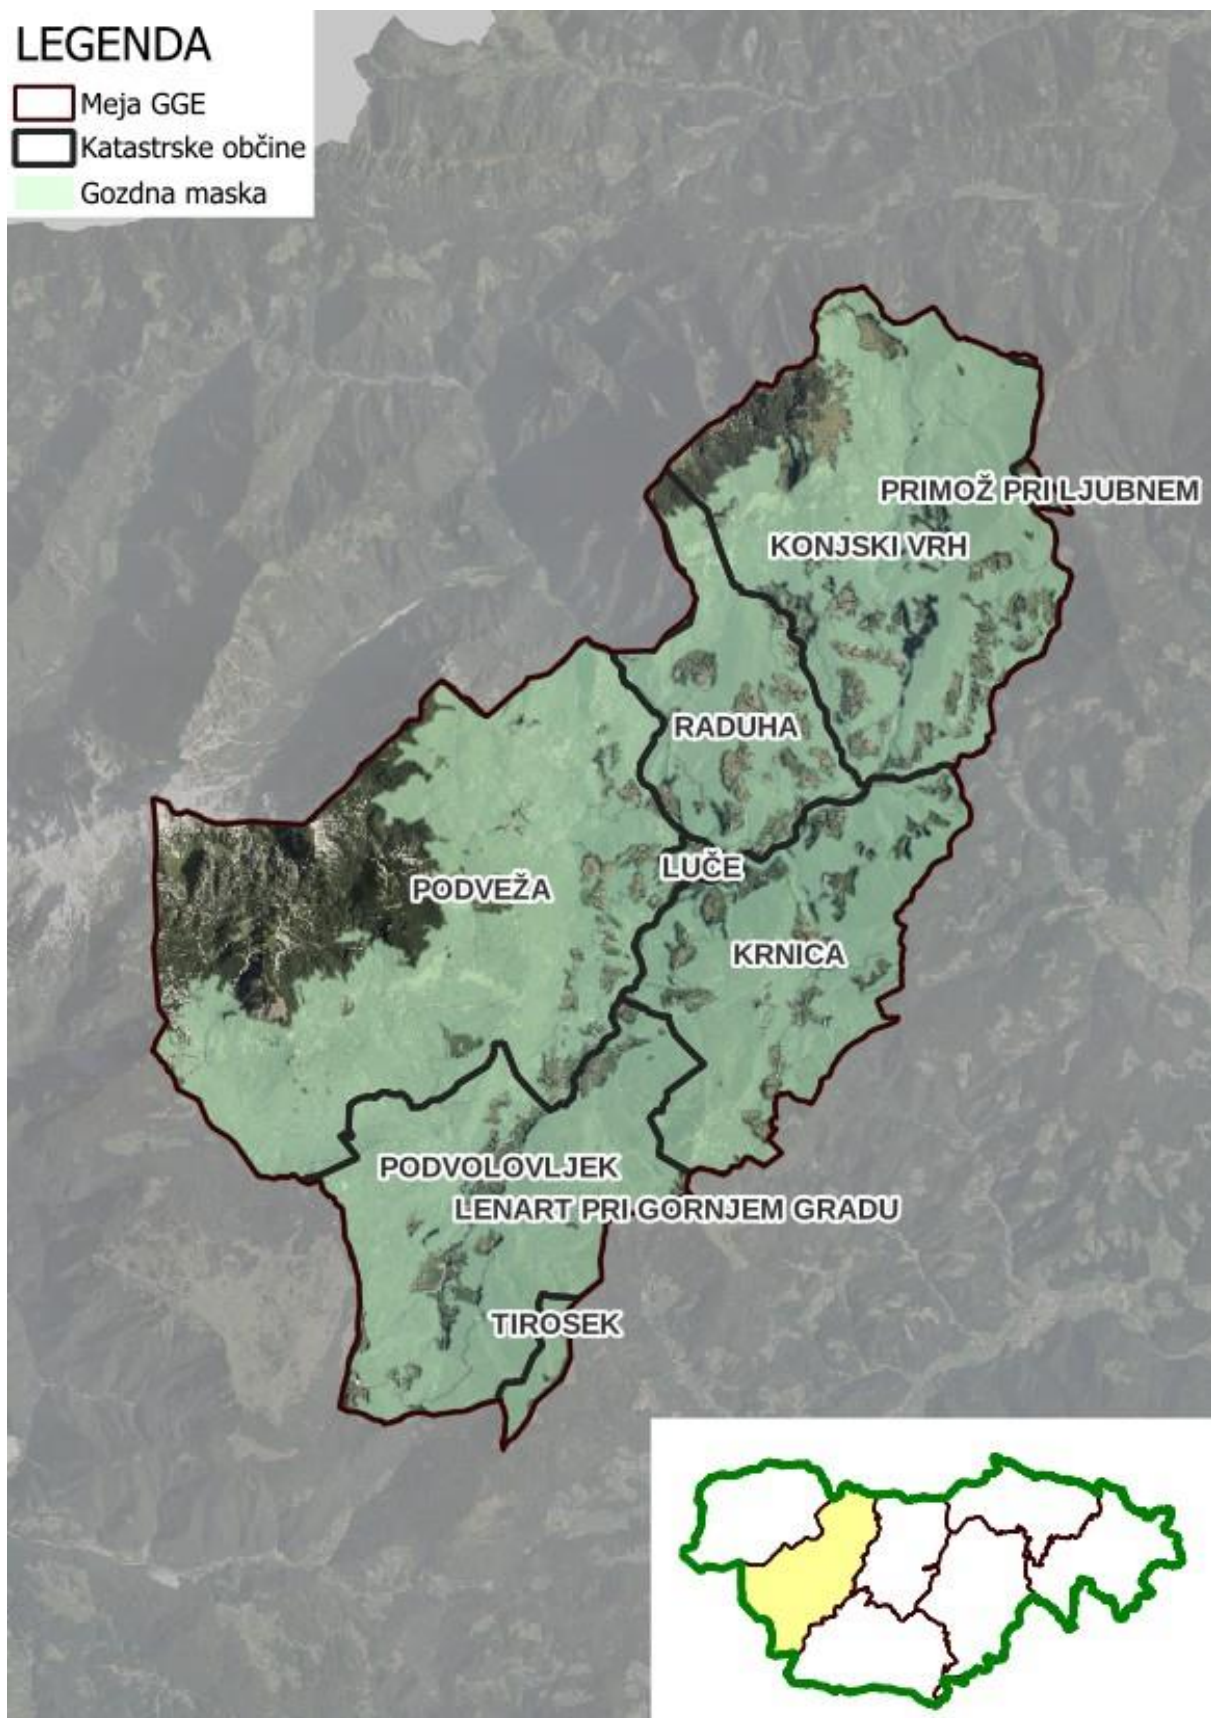 LEGENDA
Meja GGE
Katastrske občine
Gozdna maska
PRIMOŽ PRI LJUBNEM
KONJSKI VRH
RADUHA
LUČE
PODVEŽA
KRNICA
PODVOLOVLJEK
LENART PRI GORNJEM GRADU
TIROSEK